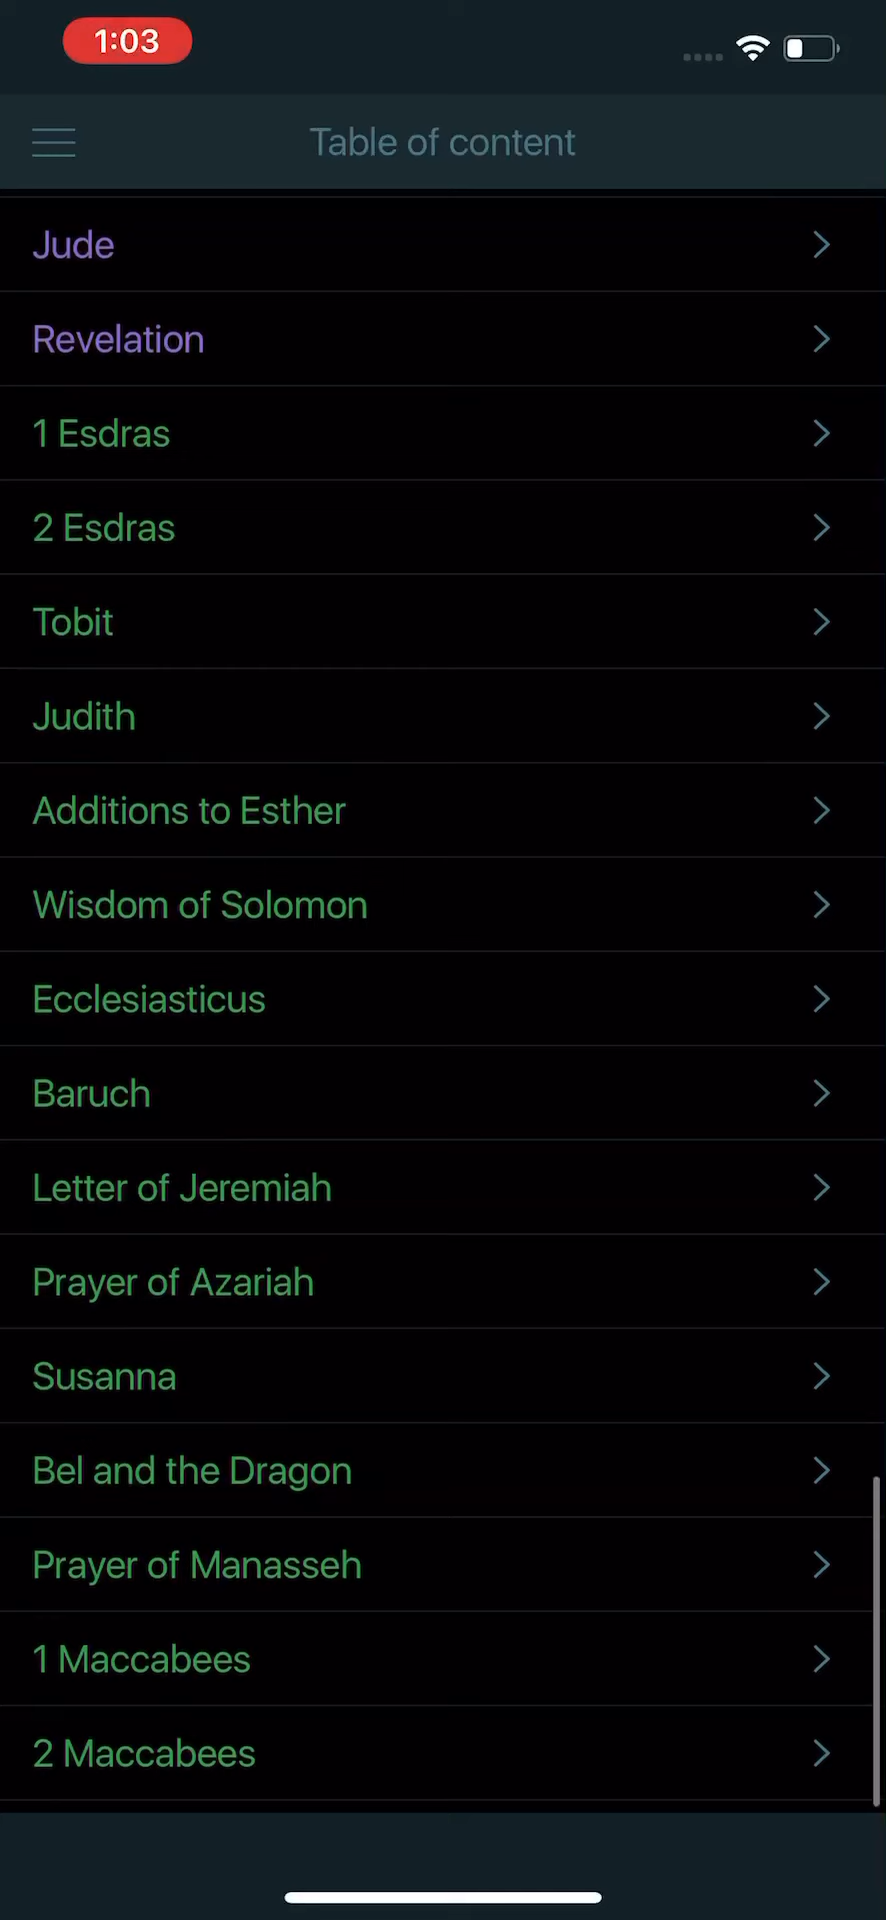 1:03
Table of content
Jude
Revelation
1 Esdras
2 Esdras
Tobit
Judith
Additions to Esther
Wisdom of Solomon
Ecclesiasticus
Baruch
Letter of Jeremiah
Prayer of Azariah
Susanna
Bel and the Dragon
Prayer of Manasseh
1 Maccabees
2 Maccabees